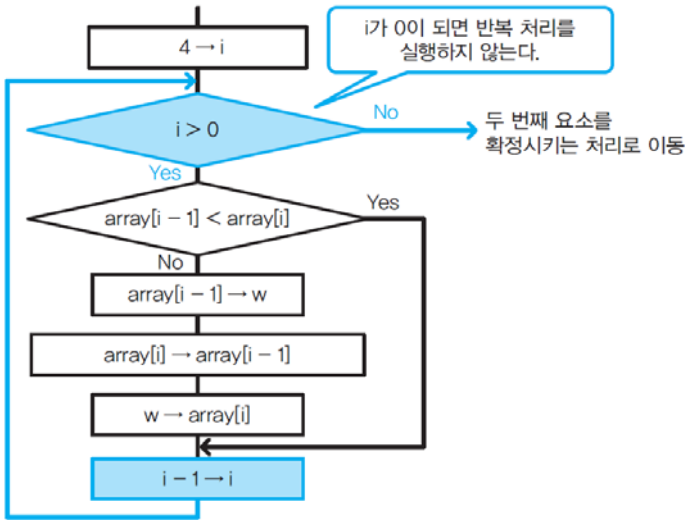 4 → i
i가 0이 되면 반복 처리를
실행하지 않는다.
i > 0
No
두 번째 요소를
확정시키는 처리로 이동
Yes
array[i − 1] < array[i]
Yes
No
array[i − 1] → w
array[i] → array[i − 1]
w → array[i]
i − 1 → i